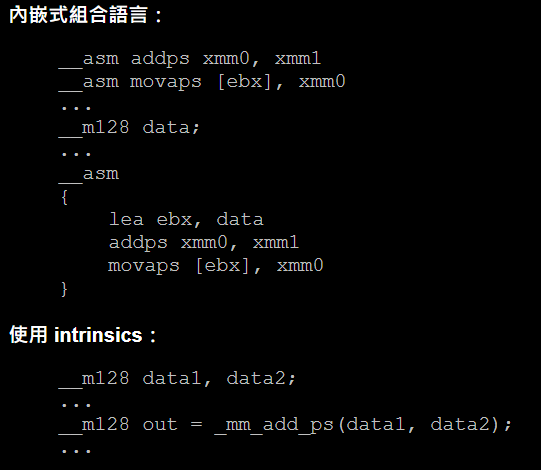 內嵌式組合語言：
__asm addps xmm0, xmm1
__asm movaps [ebx], xmm0
...
__m128 data;
...
__asm
{
lea ebx, data
addps xmm0, xmm1
movaps [ebx], xmm0
}
使用 intrinsics：
__m128 data1, data2;
...
__m128 out = _mm_add_ps(data1, data2);
...